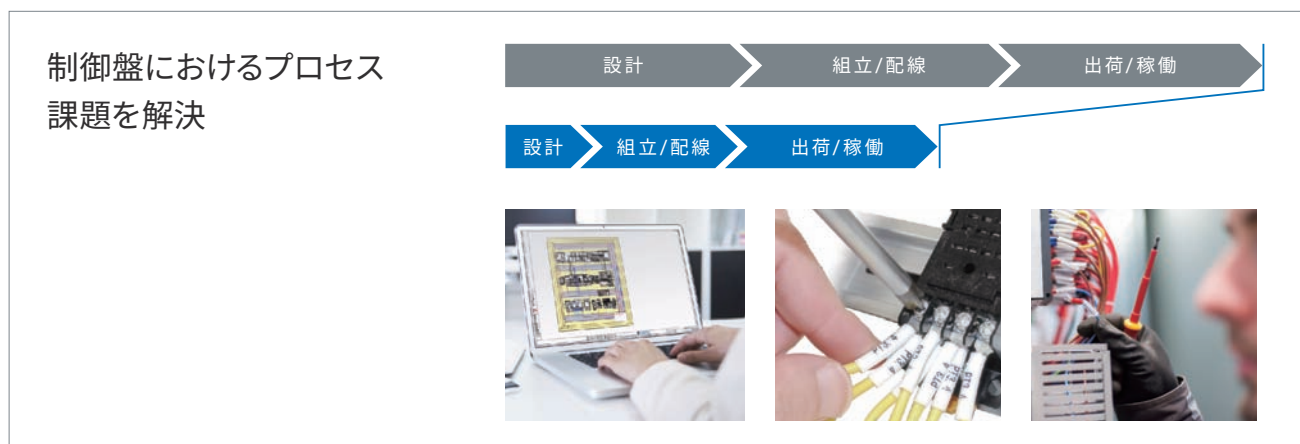 制御盤におけるプロセス
課題を解決
設計
組立/配線
出荷/稼働
設計
組立/配線
出荷/稼働